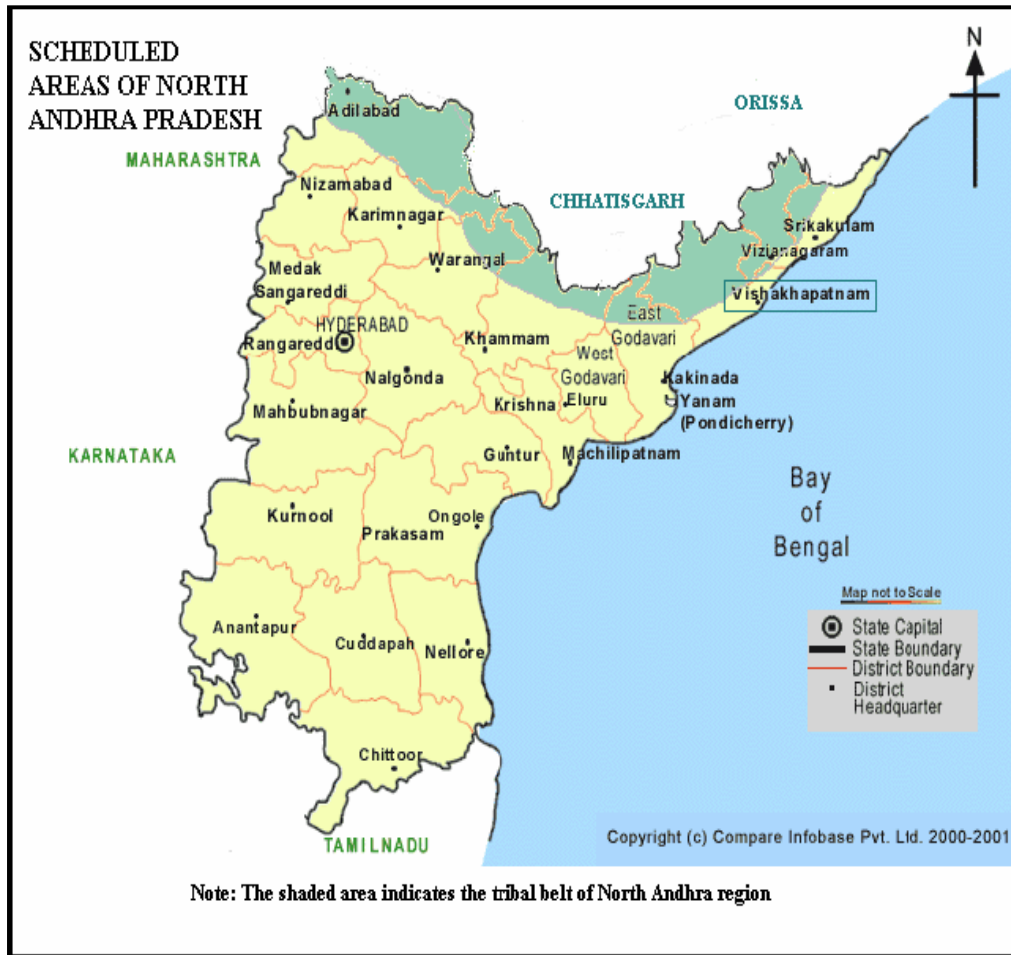 SCHEDULED
AREAS OF NORTH
ANDHRA PRADESH
N
ORISSA
Adilabad
MAHARASHTRA
Nizamabad
CHHATISGARH
Karimnagar
Srikakulam
Vizianagaram
Warangal
Medak
Sangareddi
Vishakhapatnam
East
Godavari
HYDERABAD
Rangaredd
Khammam
West
Godavari
Nalgonda
Kakinada
Yanam
(Pondicherry)
Mahbubnagar
Krishna
Eluru
KARNATAKA
Guntur
Machilipatnam
Bay
of
Bengal
Kurnool
Ongole
Prakasam
Map not to Scale
State Capital
State Boundary
District Boundary
District
Headquarter
Anantapur
Cuddapah
Nellore
Chittoor
TAMILNADU
Copyright (c) Compare Infobase Pvt. Ltd. 2000-2001
Note: The shaded area indicates the tribal belt of North Andhra region